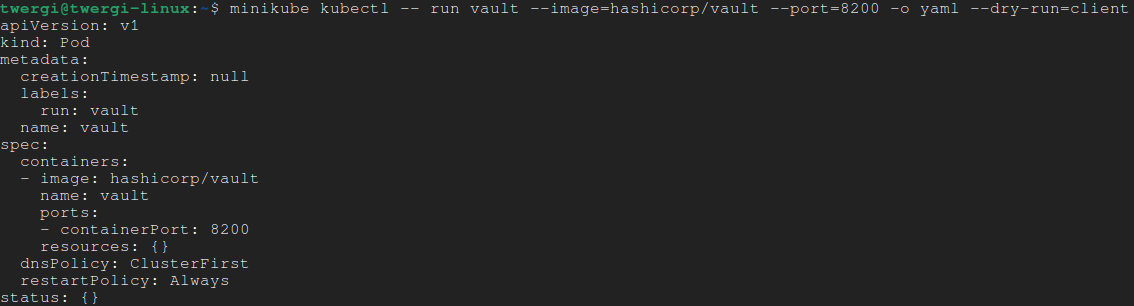 twergi@twergi-linux:~$ minikube kubectl -- run vault --image=hashicorp/vault --port=8200 -o yaml --dry-run=client
apiVersion: v1
kind: Pod
metadata:
  creationTimestamp: null
  labels:
    run: vault
  name: vault
spec:
  containers:
  - image: hashicorp/vault
    name: vault
    ports:
    - containerPort: 8200
    resources: {}
  dnsPolicy: ClusterFirst
  restartPolicy: Always
status: {}